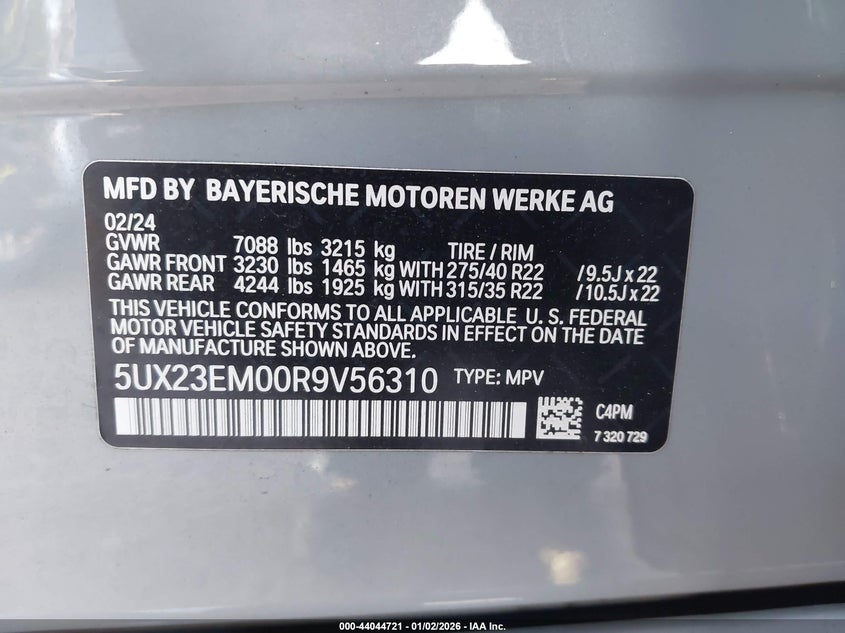 MFD BY BAYERISCHE MOTOREN WERKE AG
02/24
GVWR 7088 lbs 3215 kg TIRE / RIM
GAWR FRONT 3230 lbs 1465 kg WITH 275/40 R22 / 9.5J x 22
GAWR REAR 4244 lbs 1925 kg WITH 315/35 R22 / 10.5J x 22
THIS VEHICLE CONFORMS TO ALL APPLICABLE U. S. FEDERAL
MOTOR VEHICLE SAFETY STANDARDS IN EFFECT ON THE DATE
OF MANUFACTURE SHOWN ABOVE.
5UX23EM00R9V56310 TYPE: MPV
C4PM
7 320 729
000-44044721 - 01/02/2026 - IAA Inc.